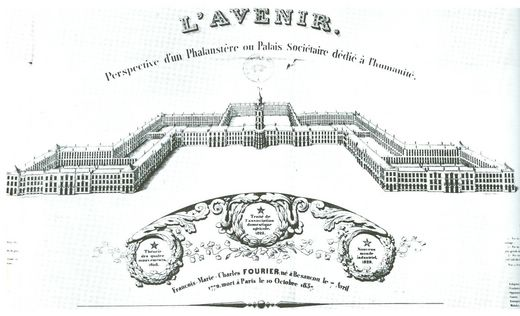 L'AVENIR.
Perspective d'un Phalanstère ou Palais Sociétaire dédié à l'humanité.
Traité de
l'association
domestique
agricole.
1822.
Théorie
des quatre
mouvements.
1808.
Nouveau
monde
industriel.
1829.
François-Marie-Charles FOURIER, né à Besançon le 7 Avril
1772, mort à Paris le 10 Octobre 1837.